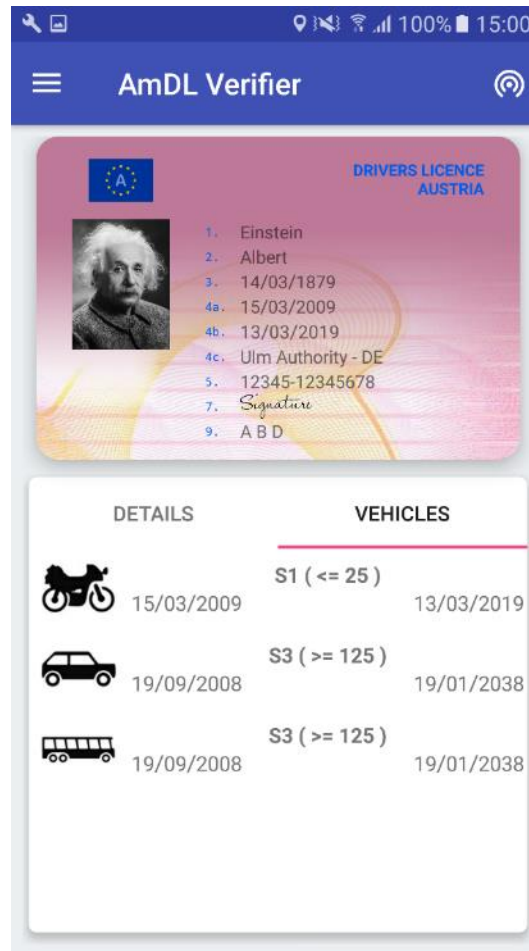 100% 15:00
AmDL Verifier
A
DRIVERS LICENCE
AUSTRIA
1. Einstein
2. Albert
3. 14/03/1879
4a. 15/03/2009
4b. 13/03/2019
4c. Ulm Authority - DE
5. 12345-12345678
7. Signature
9. A B D
DETAILS VEHICLES
S1 ( <= 25 )
15/03/2009 13/03/2019
S3 ( >= 125 )
19/09/2008 19/01/2038
S3 ( >= 125 )
19/09/2008 19/01/2038